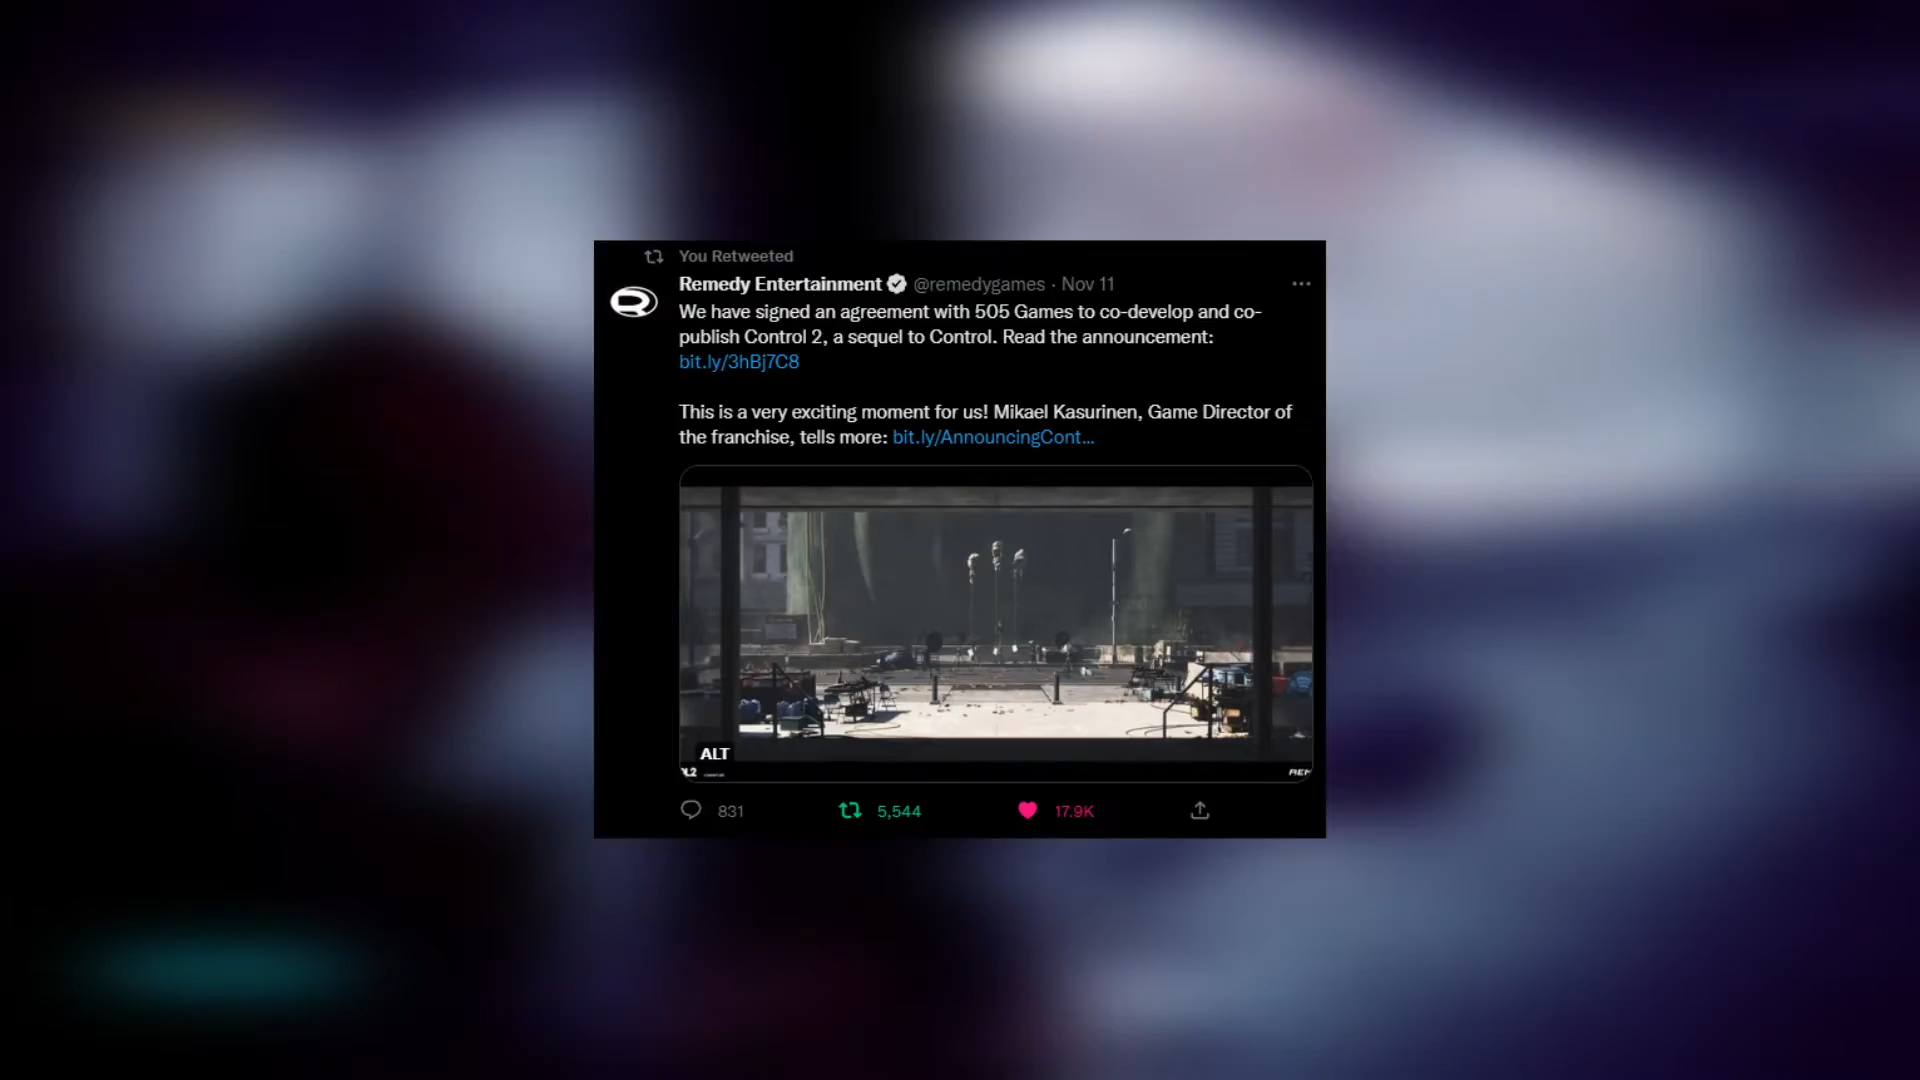 You Retweeted
Remedy Entertainment @remedygames · Nov 11
We have signed an agreement with 505 Games to co-develop and co-
publish Control 2, a sequel to Control. Read the announcement:
bit.ly/3hBj7C8
This is a very exciting moment for us! Mikael Kasurinen, Game Director of
the franchise, tells more: bit.ly/AnnouncingCont...
ALT
831 5,544 17.9K